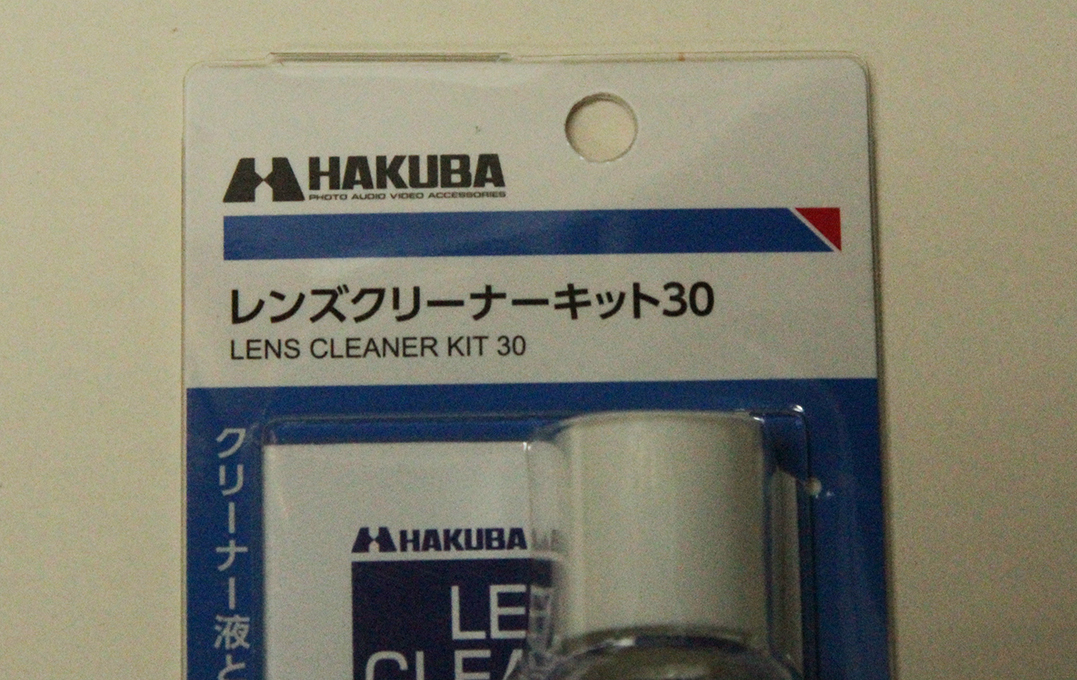 HAKUBA
PHOTO AUDIO VIDEO ACCESSORIES
レンズクリーナーキット30
LENS CLEANER KIT 30
クリーナー液と
HAKUBA
LE
CLEA